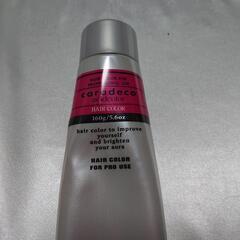 caradeco
HAIR COLOR
160g/5.6oz
hair color to improve
yourself
and brighten
your aura
HAIR COLOR
FOR PRO USE